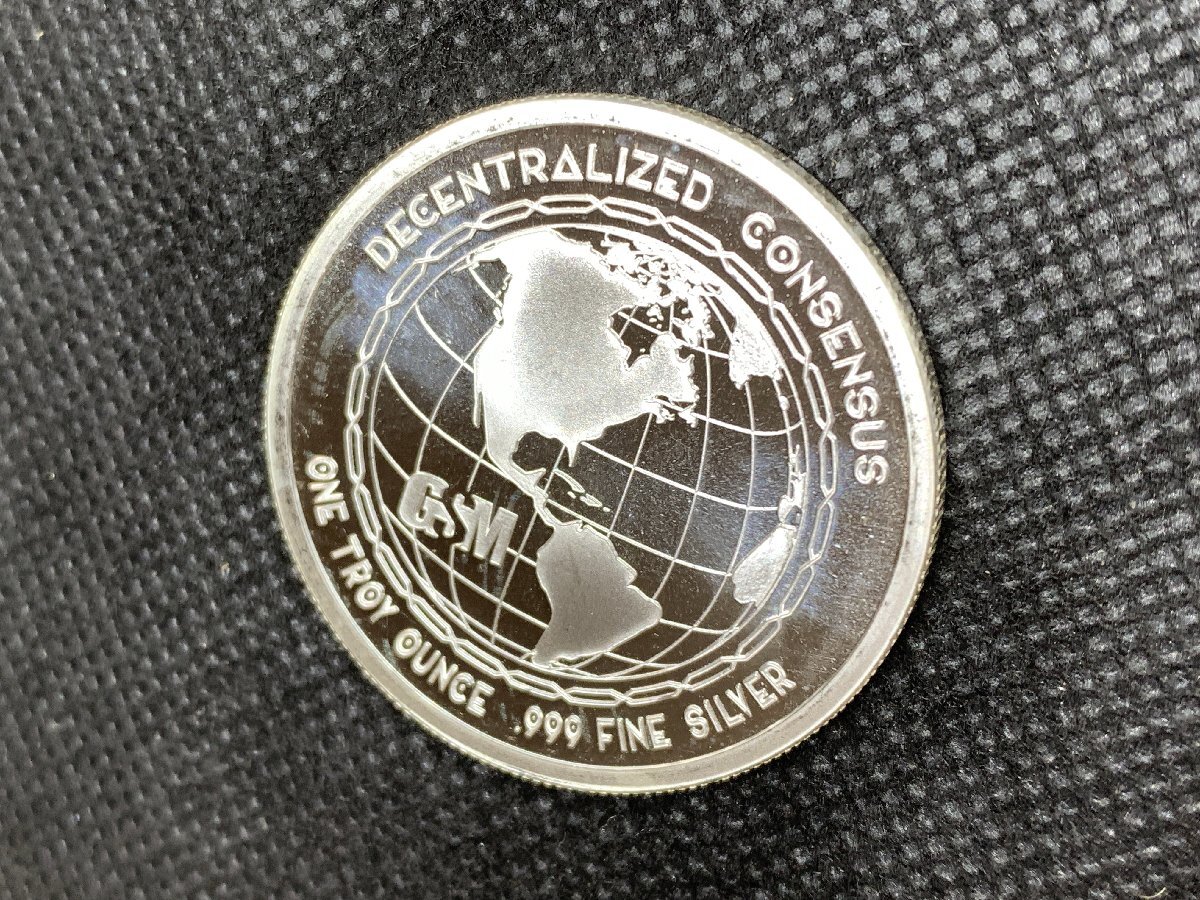 DECENTRALIZED CONSENSUS
GSM
ONE TROY OUNCE .999 FINE SILVER